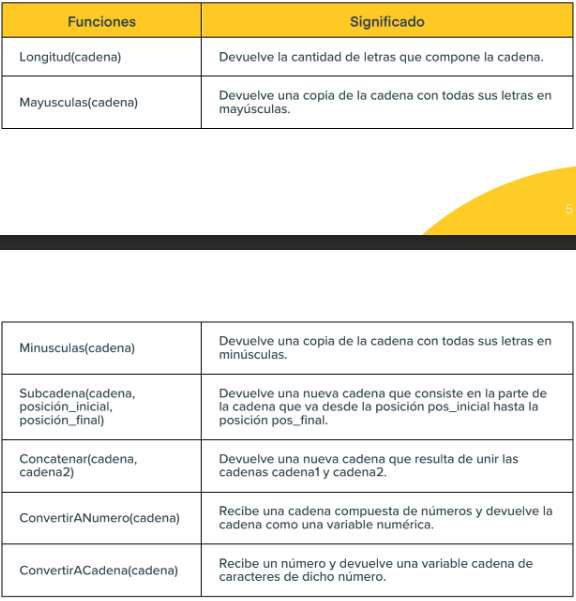 Funciones Significado
Longitud(cadena) Devuelve la cantidad de letras que compone la cadena.
Mayusculas(cadena) Devuelve una copia de la cadena con todas sus letras en
mayúsculas.
5
Minusculas(cadena) Devuelve una copia de la cadena con todas sus letras en
minúsculas.
Subcadena(cadena,
posición_inicial,
posición_final)
Devuelve una nueva cadena que consiste en la parte de
la cadena que va desde la posición pos_inicial hasta la
posición pos_final.
Concatenar(cadena,
cadena2)
Devuelve una nueva cadena que resulta de unir las
cadenas cadena1 y cadena2.
ConvertirANumero(cadena) Recibe una cadena compuesta de números y devuelve la
cadena como una variable numérica.
ConvertirACadena(cadena) Recibe un número y devuelve una variable cadena de
caracteres de dicho número.